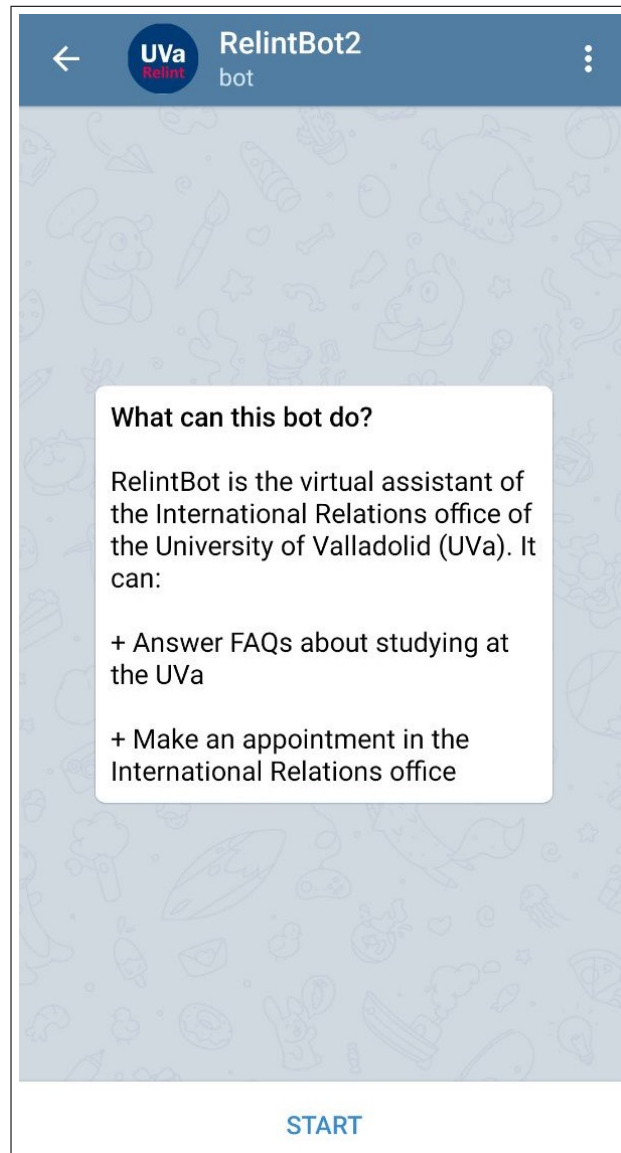 UVa
Relint
RelintBot2
bot
What can this bot do?
RelintBot is the virtual assistant of
the International Relations office of
the University of Valladolid (UVa). It
can:
+ Answer FAQs about studying at
the UVa
+ Make an appointment in the
International Relations office
START